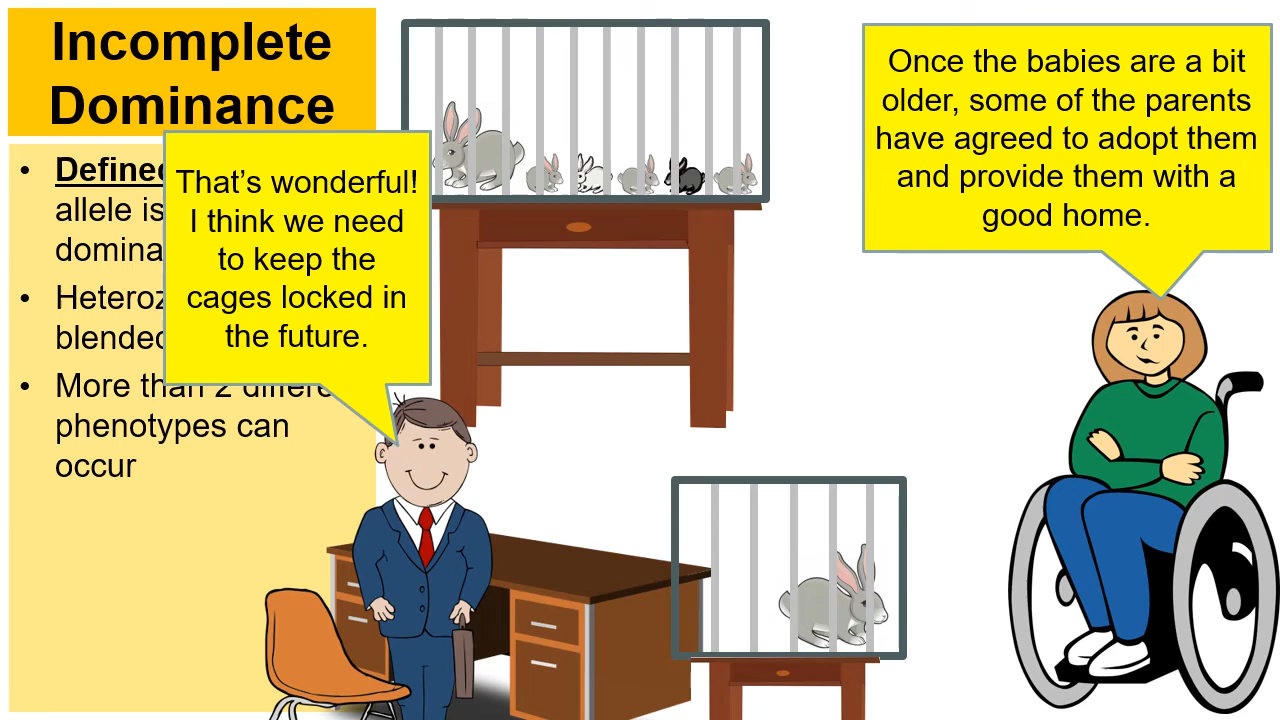 Incomplete
Dominance
• Defined
allele is
domina
• Heteroz
blended
• More than 2 differe
phenotypes can
occur
That's wonderful!
I think we need
to keep the
cages locked in
the future.
Once the babies are a bit
older, some of the parents
have agreed to adopt them
and provide them with a
good home.